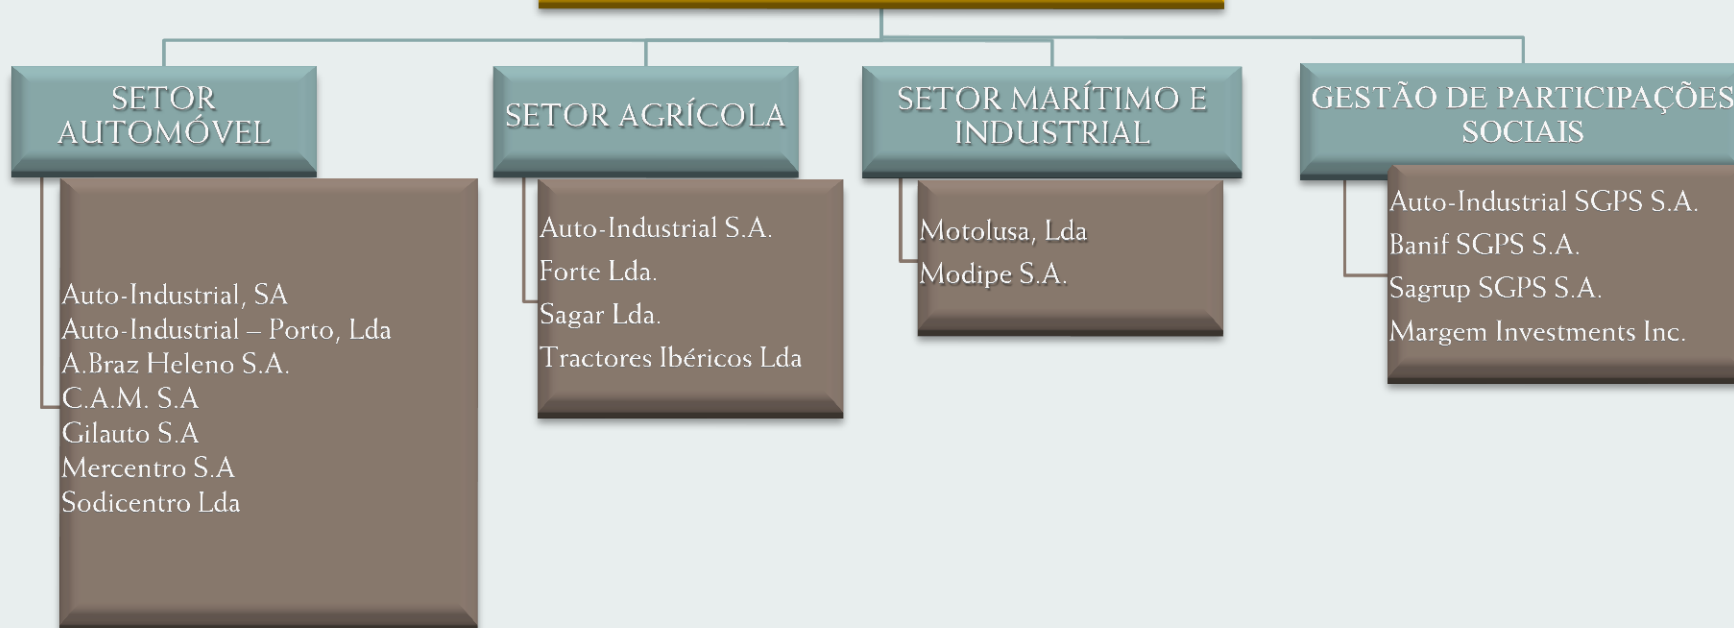 SETOR
AUTOMÓVEL
Auto-Industrial, SA
Auto-Industrial – Porto, Lda
A.Braz Heleno S.A.
C.A.M. S.A
Gilauto S.A
Mercentro S.A
Sodicentro Lda
SETOR AGRÍCOLA
Auto-Industrial S.A.
Forte Lda.
Sagar Lda.
Tractores Ibéricos Lda
SETOR MARÍTIMO E
INDUSTRIAL
Motolusa, Lda
Modipe S.A.
GESTÃO DE PARTICIPAÇÕES
SOCIAIS
Auto-Industrial SGPS S.A.
Banif SGPS S.A.
Sagrup SGPS S.A.
Margem Investments Inc.